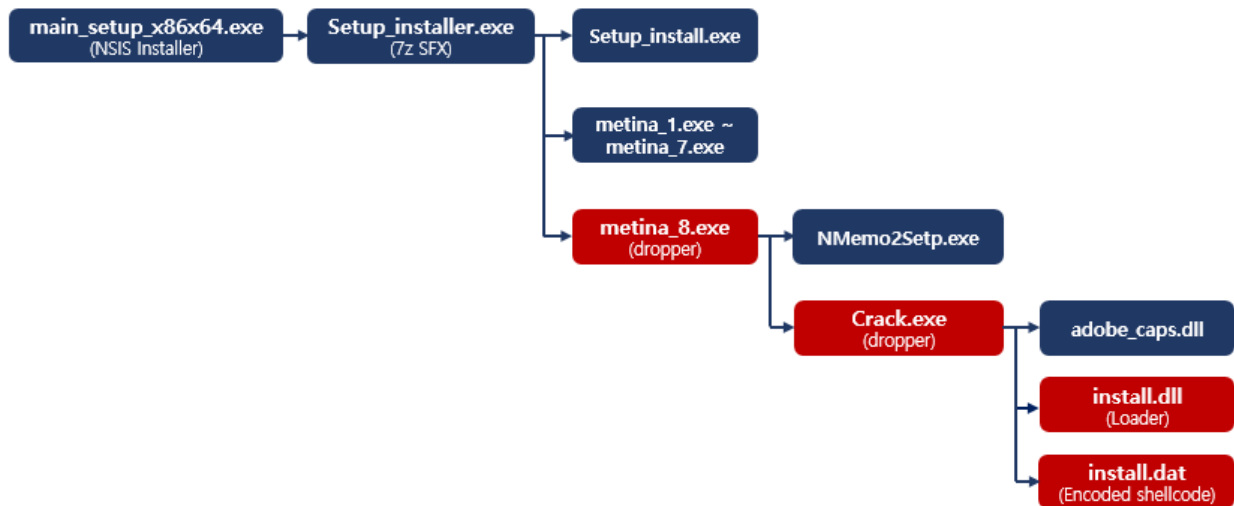 main_setup_x86x64.exe
(NSIS Installer)
Setup_installer.exe
(7z SFX)
Setup_install.exe
metina_1.exe ~
metina_7.exe
metina_8.exe
(dropper)
NMemo2Setp.exe
Crack.exe
(dropper)
adobe_caps.dll
install.dll
(Loader)
install.dat
(Encoded shellcode)